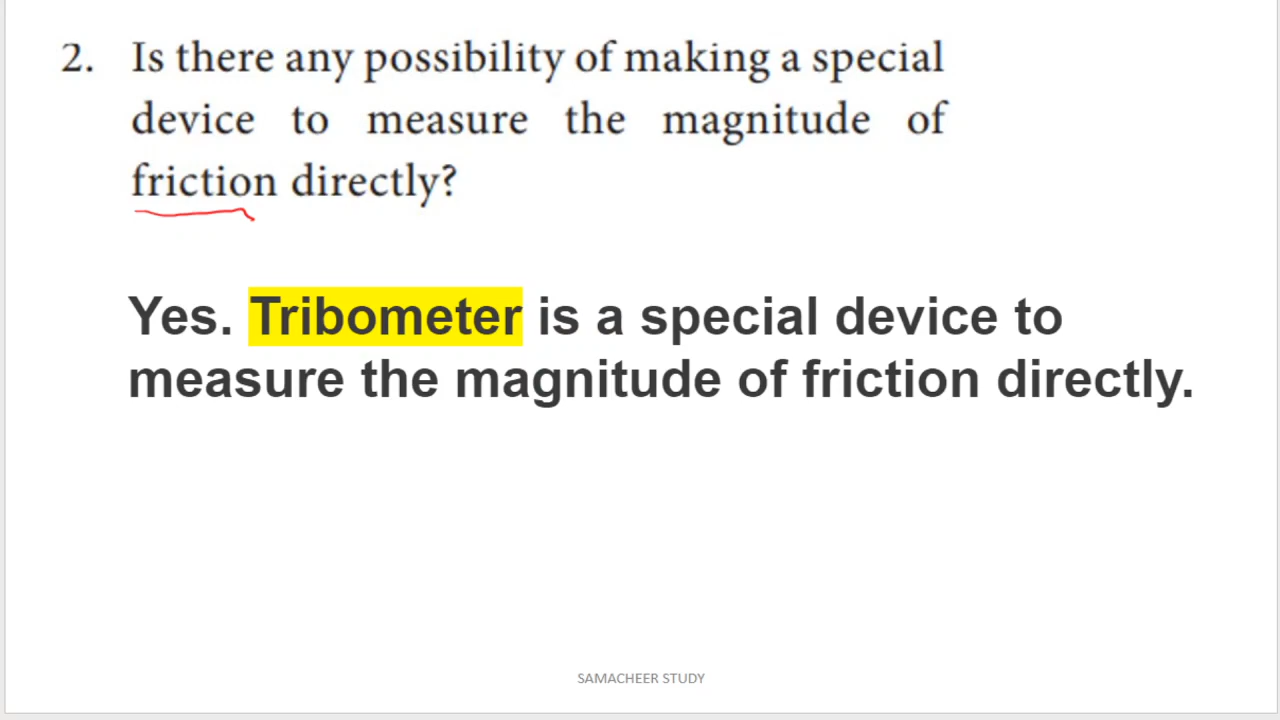 2. Is there any possibility of making a special
device to measure the magnitude of
friction directly?
Yes. Tribometer is a special device to
measure the magnitude of friction directly.
SAMACHEER STUDY